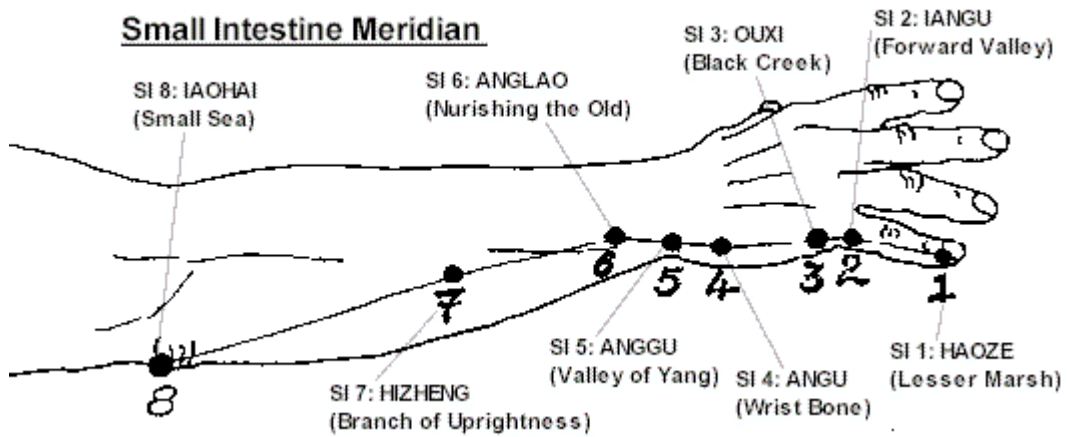 Small Intestine Meridian
SI 8: IAOHAI
(Small Sea)
SI 6: ANGLAO
(Nurishing the Old)
SI 3: OUXI
(Black Creek)
SI 2: IANGU
(Forward Valley)
8
7
6
5
4
3
2
1
SI 7: HIZHENG
(Branch of Uprightness)
SI 5: ANGGU
(Valley of Yang)
SI 4: ANGU
(Wrist Bone)
SI 1: HAOZE
(Lesser Marsh)